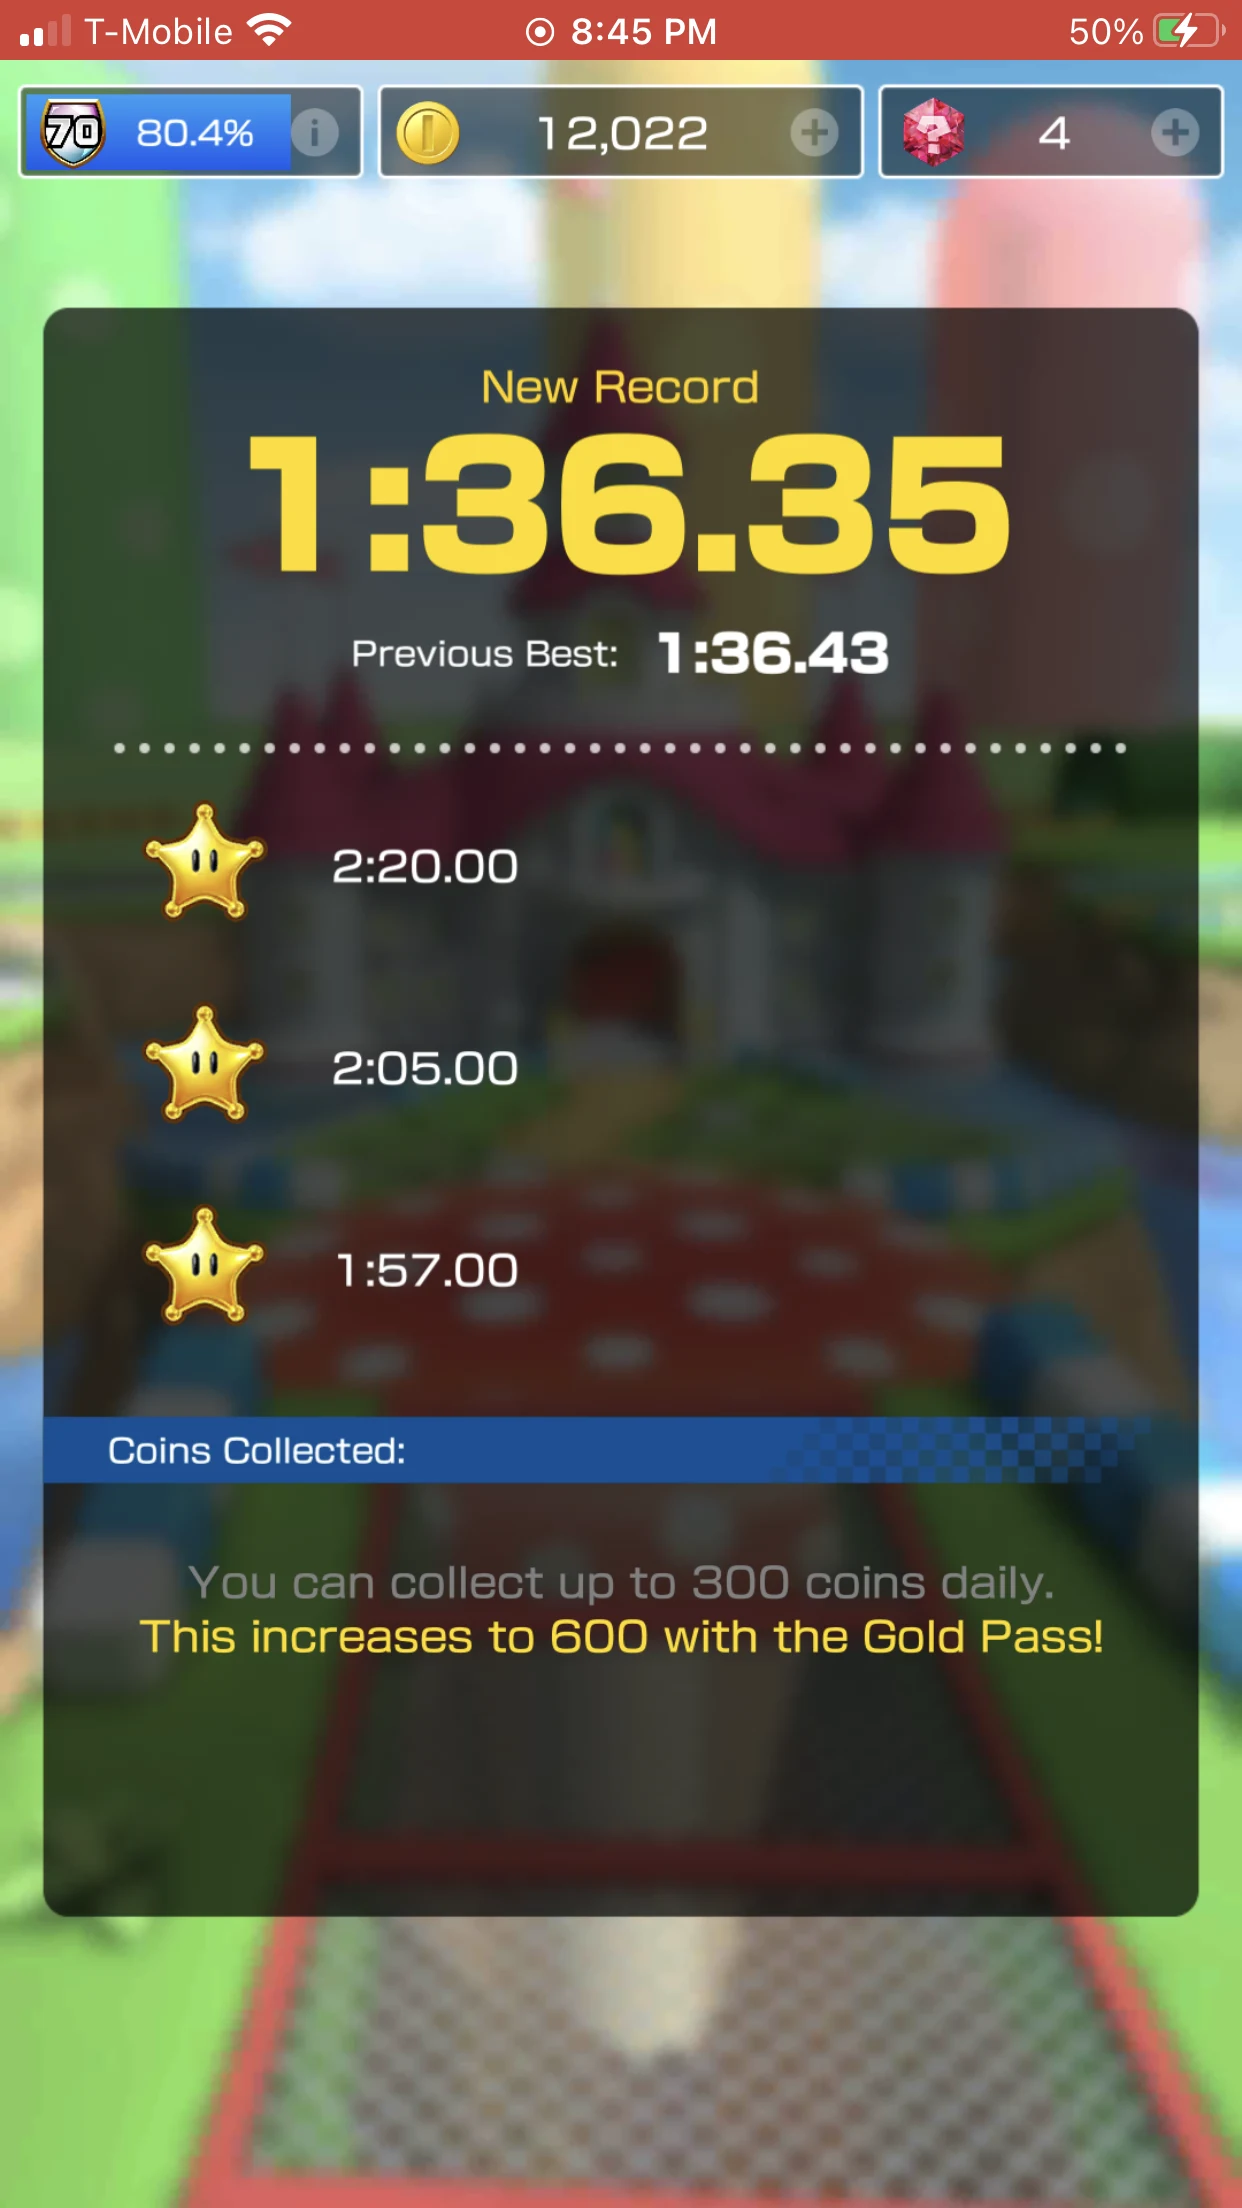 T-Mobile 8:45 PM 50%
70 80.4% i 12,022 + ? 4 +
New Record
1:36.35
Previous Best: 1:36.43
2:20.00
2:05.00
1:57.00
Coins Collected:
You can collect up to 300 coins daily.
This increases to 600 with the Gold Pass!